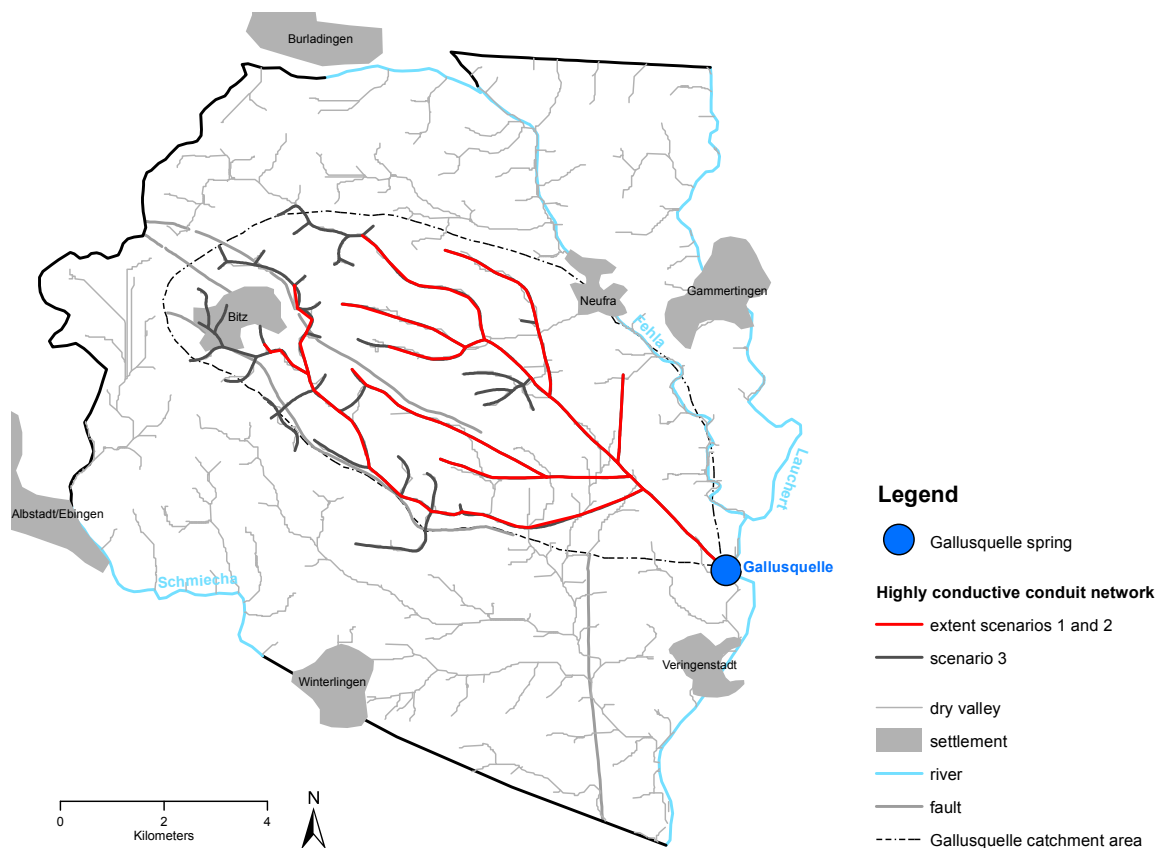 Burladingen
Neufra
Gammertingen
Bitz
Fehla
Lauchert
Albstadt/Ebingen
Schmiecha
Gallusquelle
Winterlingen
Veringenstadt
N
0 2 4
Kilometers
Legend
Gallusquelle spring
Highly conductive conduit network
extent scenarios 1 and 2
scenario 3
dry valley
settlement
river
fault
Gallusquelle catchment area